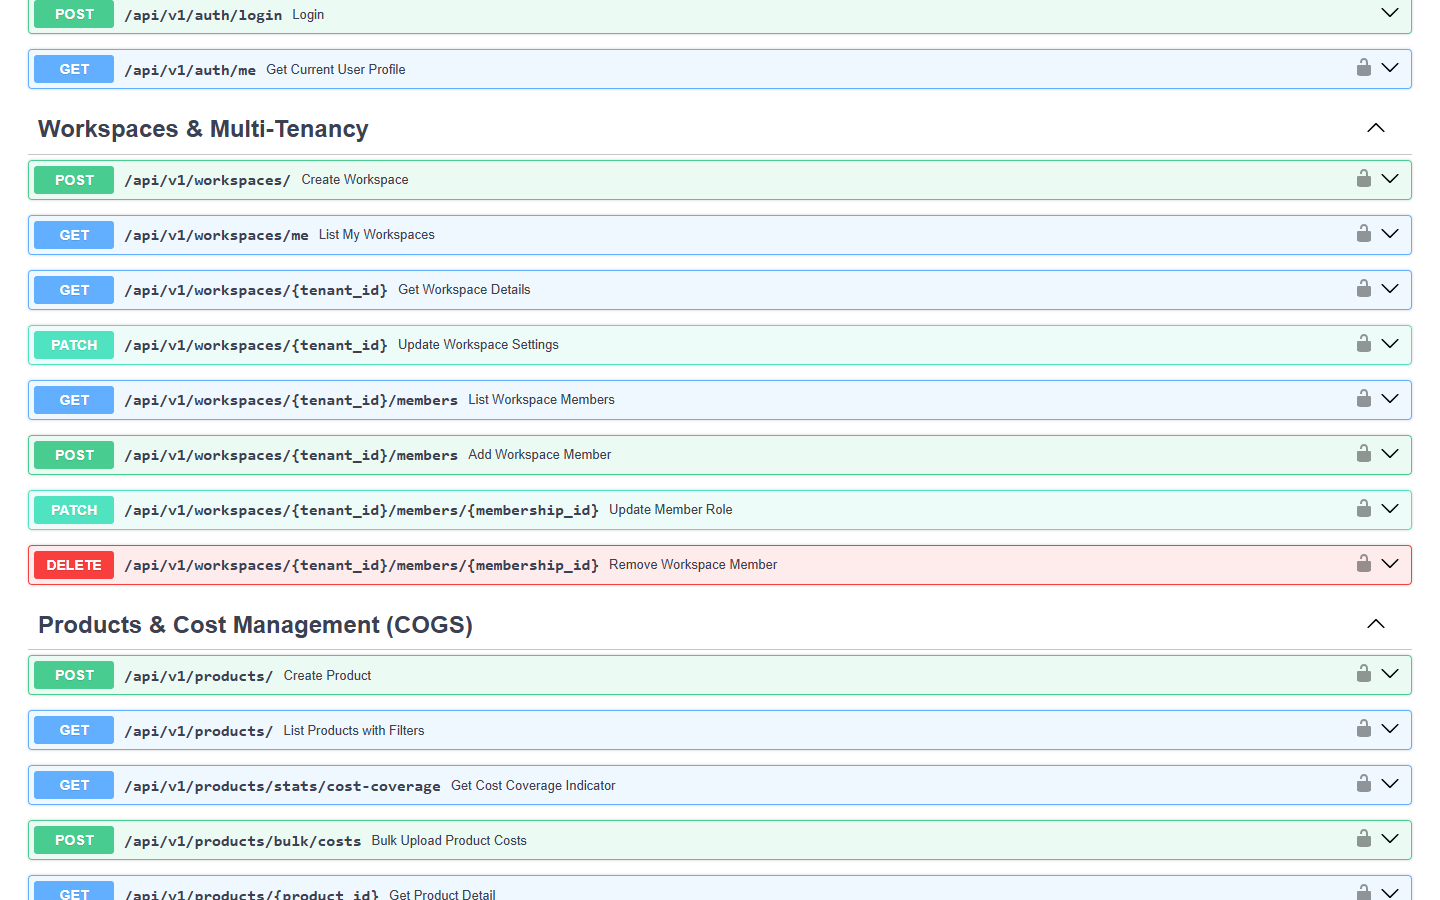 POST /api/v1/auth/login Login
GET /api/v1/auth/me Get Current User Profile
Workspaces & Multi-Tenancy
POST /api/v1/workspaces/ Create Workspace
GET /api/v1/workspaces/me List My Workspaces
GET /api/v1/workspaces/{tenant_id} Get Workspace Details
PATCH /api/v1/workspaces/{tenant_id} Update Workspace Settings
GET /api/v1/workspaces/{tenant_id}/members List Workspace Members
POST /api/v1/workspaces/{tenant_id}/members Add Workspace Member
PATCH /api/v1/workspaces/{tenant_id}/members/{membership_id} Update Member Role
DELETE /api/v1/workspaces/{tenant_id}/members/{membership_id} Remove Workspace Member
Products & Cost Management (COGS)
POST /api/v1/products/ Create Product
GET /api/v1/products/ List Products with Filters
GET /api/v1/products/stats/cost-coverage Get Cost Coverage Indicator
POST /api/v1/products/bulk/costs Bulk Upload Product Costs
GET /api/v1/products/{product_id} Get Product Detail